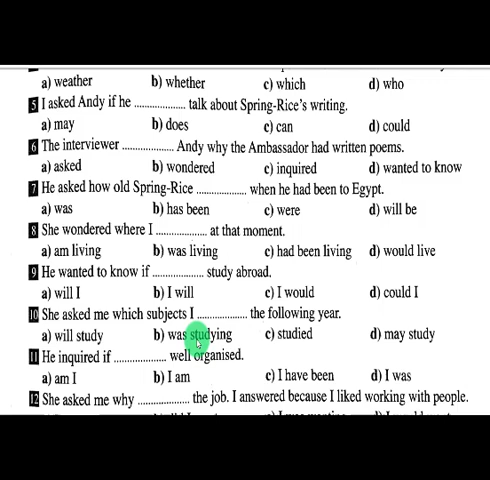 a) weather b) whether c) which d) who
5 I asked Andy if he .................... talk about Spring-Rice's writing.
a) may b) does c) can d) could
6 The interviewer .................... Andy why the Ambassador had written poems.
a) asked b) wondered c) inquired d) wanted to know
7 He asked how old Spring-Rice .................... when he had been to Egypt.
a) was b) has been c) were d) will be
8 She wondered where I .................... at that moment.
a) am living b) was living c) had been living d) would live
9 He wanted to know if .................... study abroad.
a) will I b) I will c) I would d) could I
10 She asked me which subjects I .................... the following year.
a) will study b) was studying c) studied d) may study
11 He inquired if .................... well organised.
a) am I b) I am c) I have been d) I was
12 She asked me why .................... the job. I answered because I liked working with people.